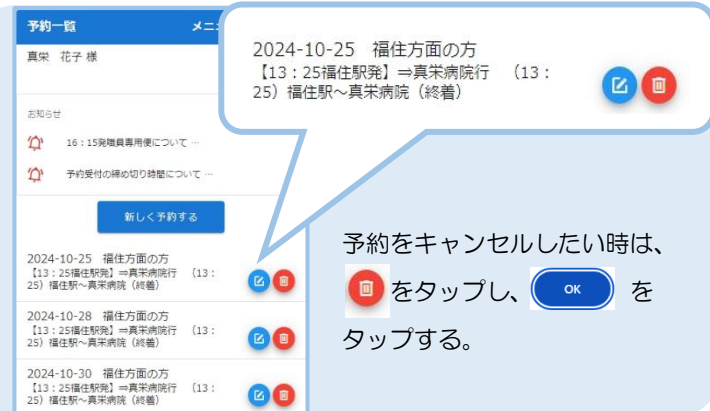 予約一覧
メニュ
真栄 花子 様
お知らせ
16:15発職員専用便について …
予約受付の締め切り時間について …
新しく予約する
2024-10-25 福住方面の方
【13:25福住駅発】⇒真栄病院行 (13:
25)福住駅~真栄病院(終着)
2024-10-28 福住方面の方
【13:25福住駅発】⇒真栄病院行 (13:
25)福住駅~真栄病院(終着)
2024-10-30 福住方面の方
【13:25福住駅発】⇒真栄病院行 (13:
25)福住駅~真栄病院(終着)
2024-10-25 福住方面の方
【13:25福住駅発】⇒真栄病院行 (13:
25)福住駅~真栄病院(終着)
予約をキャンセルしたい時は、
をタップし、 OK を
タップする。